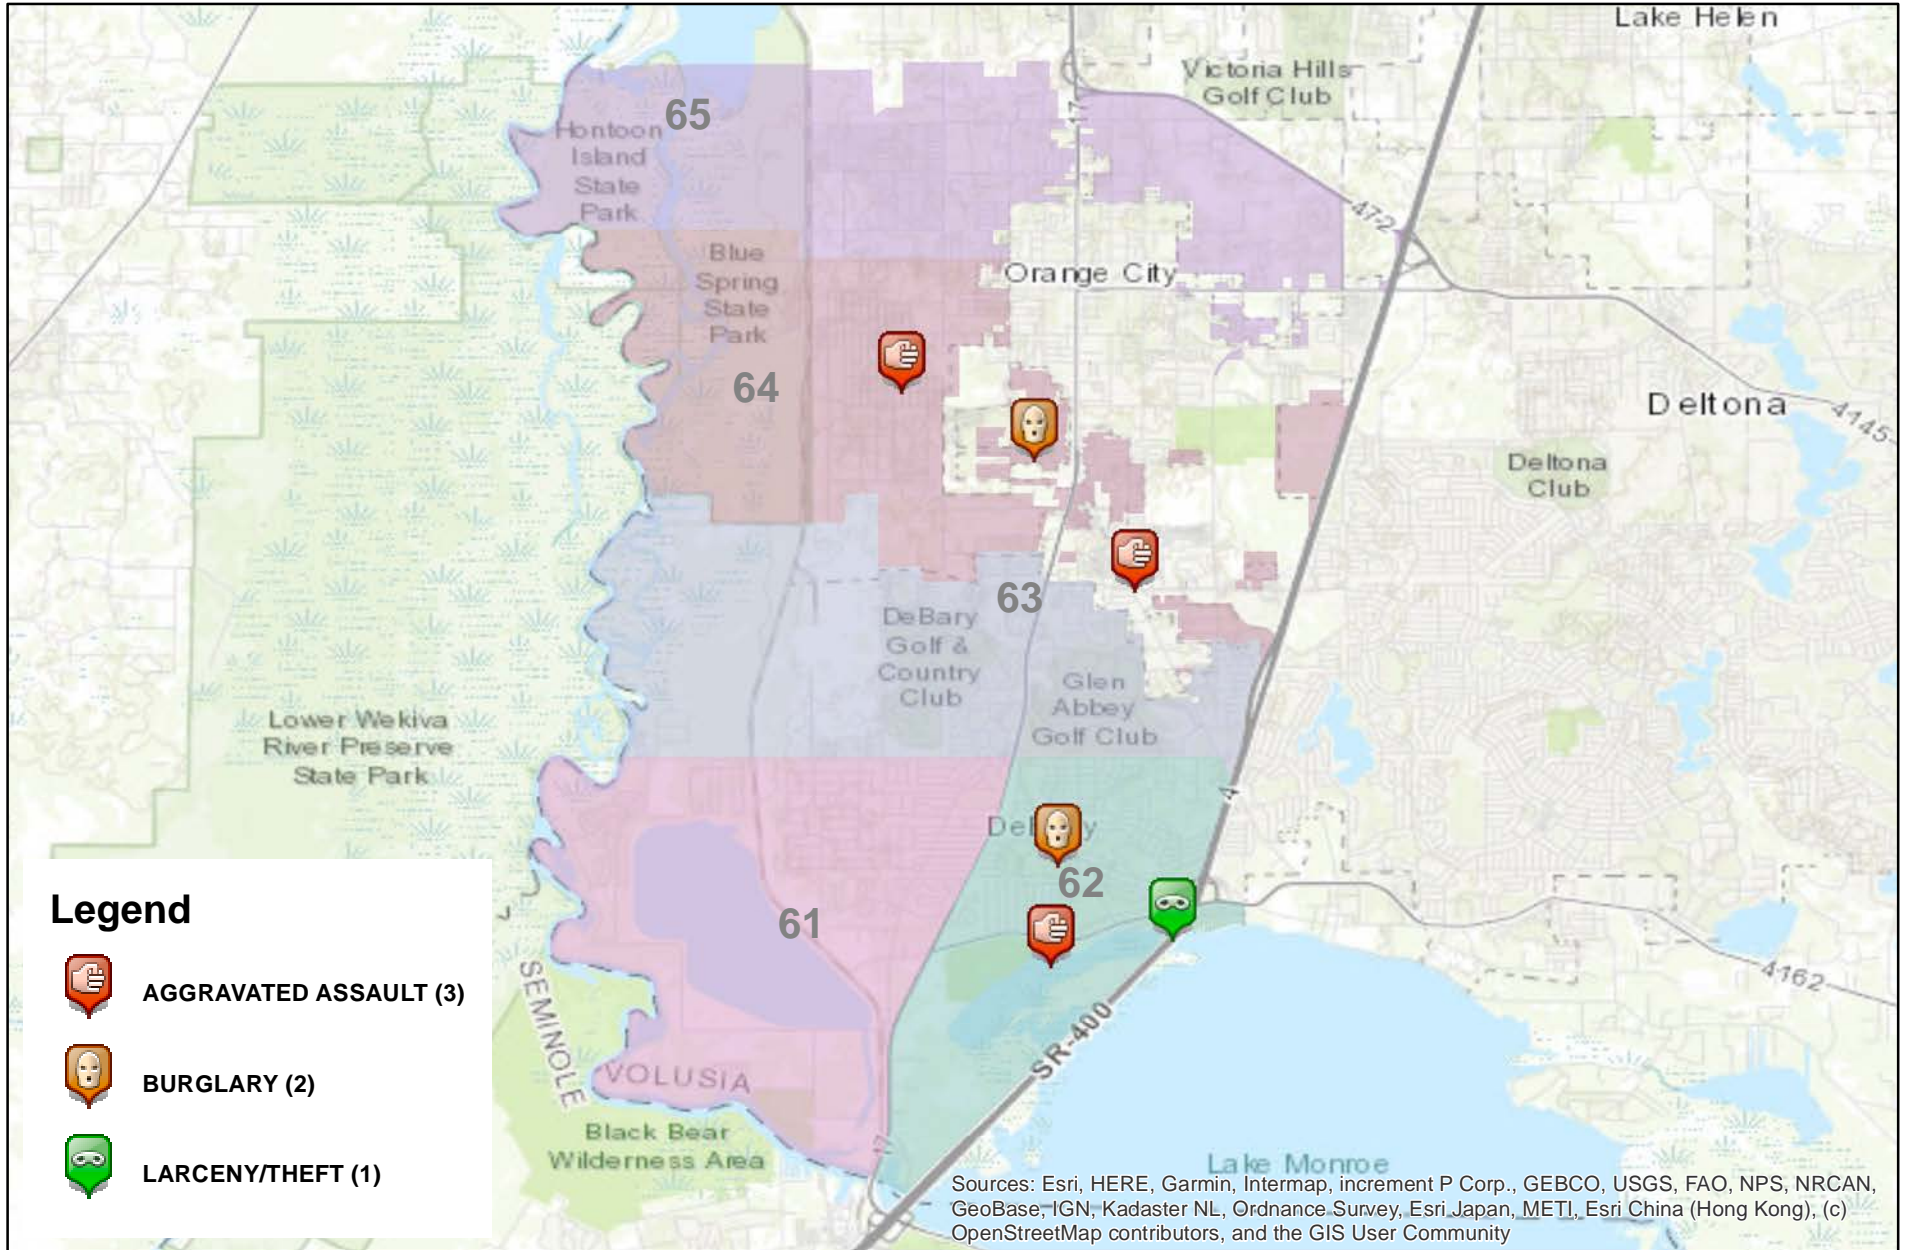 Lake Helen
Victoria Hills
Golf Club
65
17
Hontoon
Island
State
Park
472
Blue
Spring
State
Park
Orange City
64
Deltona
4145
Deltona
Club
63
DeBary
Golf &
Country
Club
Glen
Abbey
Golf Club
Lower Wekiva
River Preserve
State Park
4
62
61
Legend
AGGRAVATED ASSAULT (3)
BURGLARY (2)
LARCENY/THEFT (1)
SEMINOLE
VOLUSIA
4162
SR-400
Black Bear
Wilderness Area
17
Lake Monroe
Sources: Esri, HERE, Garmin, Intermap, increment P Corp., GEBCO, USGS, FAO, NPS, NRCAN,
GeoBase, IGN, Kadaster NL, Ordnance Survey, Esri Japan, METI, Esri China (Hong Kong), (c)
OpenStreetMap contributors, and the GIS User Community